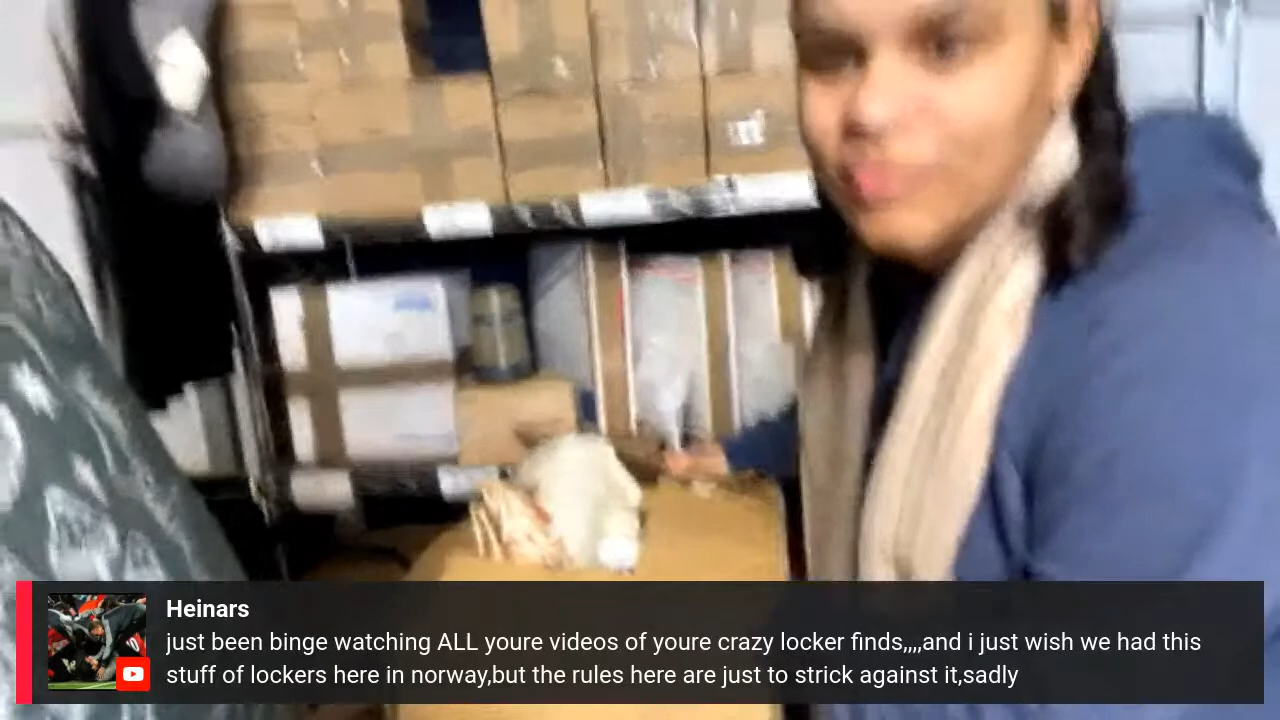 Heinars
just been binge watching ALL youre videos of youre crazy locker finds,,,,and i just wish we had this
stuff of lockers here in norway,but the rules here are just to strick against it,sadly